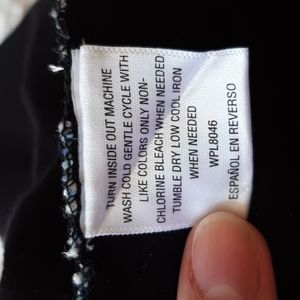 TURN INSIDE OUT MACHINE
WASH COLD GENTLE CYCLE WITH
LIKE COLORS ONLY NON-
CHLORINE BLEACH WHEN NEEDED
TUMBLE DRY LOW COOL IRON
WHEN NEEDED
WPL8046
ESPAÑOL EN REVERSO